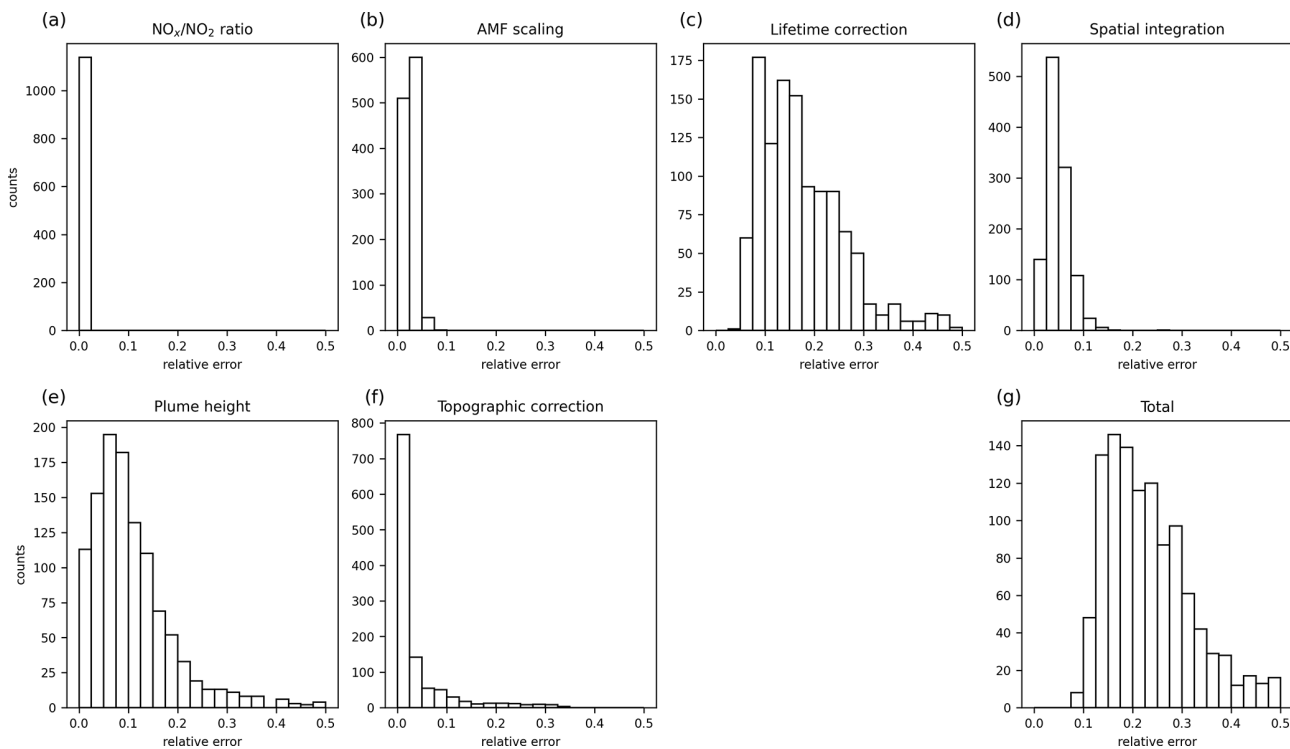 (a)
NOₓ/NO₂ ratio
1000
800
600
400
200
0
counts
0.0 0.1 0.2 0.3 0.4 0.5
relative error
(b)
AMF scaling
600
500
400
300
200
100
0
0.0 0.1 0.2 0.3 0.4 0.5
relative error
(c)
Lifetime correction
175
150
125
100
75
50
25
0
0.0 0.1 0.2 0.3 0.4 0.5
relative error
(d)
Spatial integration
500
400
300
200
100
0
0.0 0.1 0.2 0.3 0.4 0.5
relative error
(e)
Plume height
200
175
150
125
100
75
50
25
0
counts
0.0 0.1 0.2 0.3 0.4 0.5
relative error
(f)
Topographic correction
800
700
600
500
400
300
200
100
0
0.0 0.1 0.2 0.3 0.4 0.5
relative error
(g)
Total
140
120
100
80
60
40
20
0
0.0 0.1 0.2 0.3 0.4 0.5
relative error